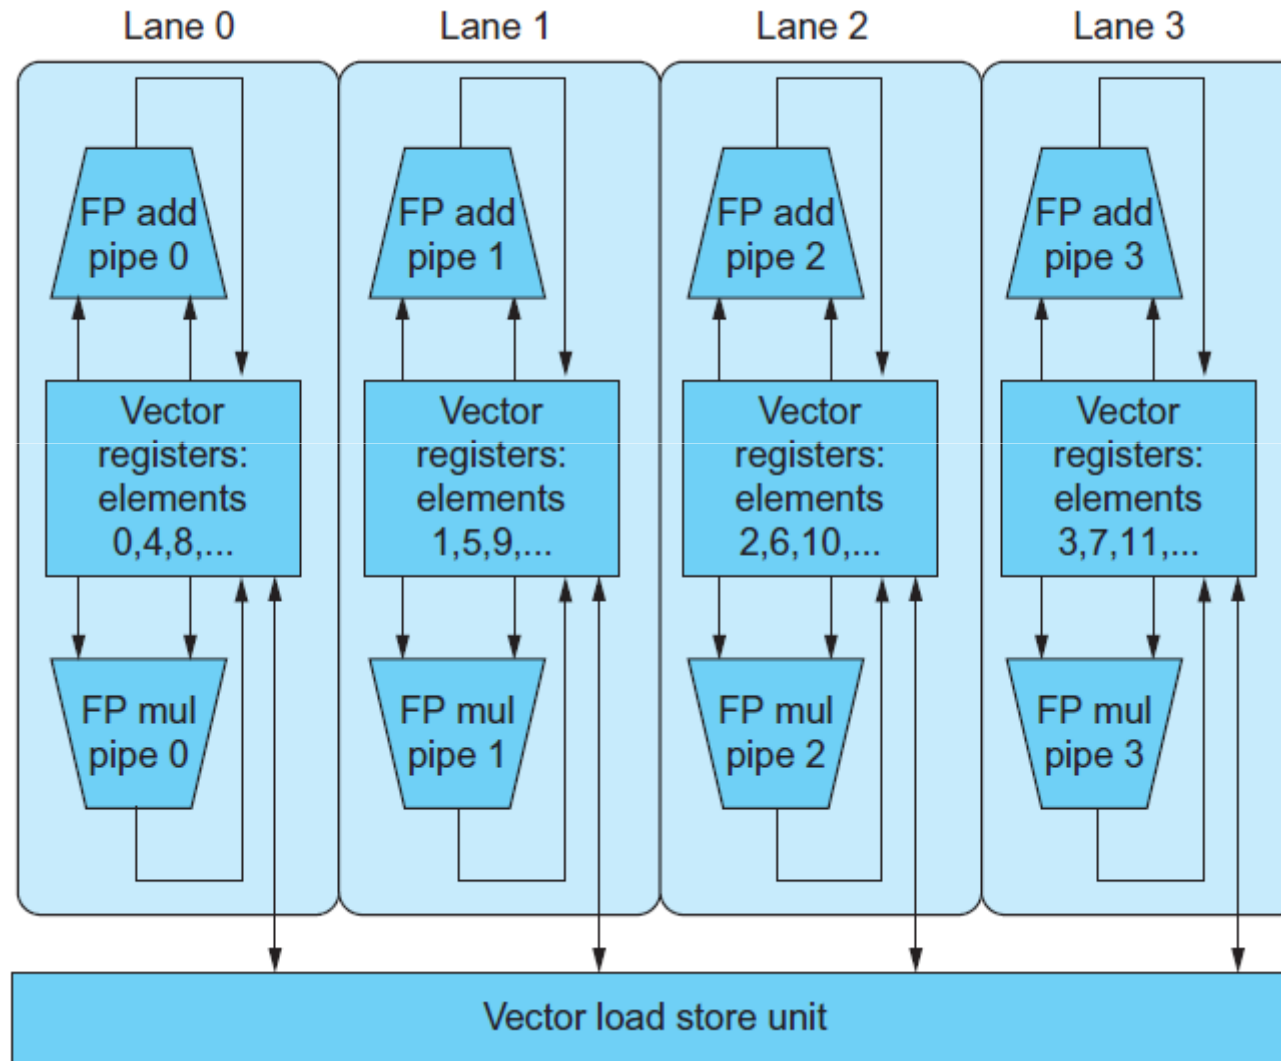 Lane 0
Lane 1
Lane 2
Lane 3
FP add
pipe 0
FP add
pipe 1
FP add
pipe 2
FP add
pipe 3
Vector
registers:
elements
0,4,8,...
Vector
registers:
elements
1,5,9,...
Vector
registers:
elements
2,6,10,...
Vector
registers:
elements
3,7,11,...
FP mul
pipe 0
FP mul
pipe 1
FP mul
pipe 2
FP mul
pipe 3
Vector load store unit